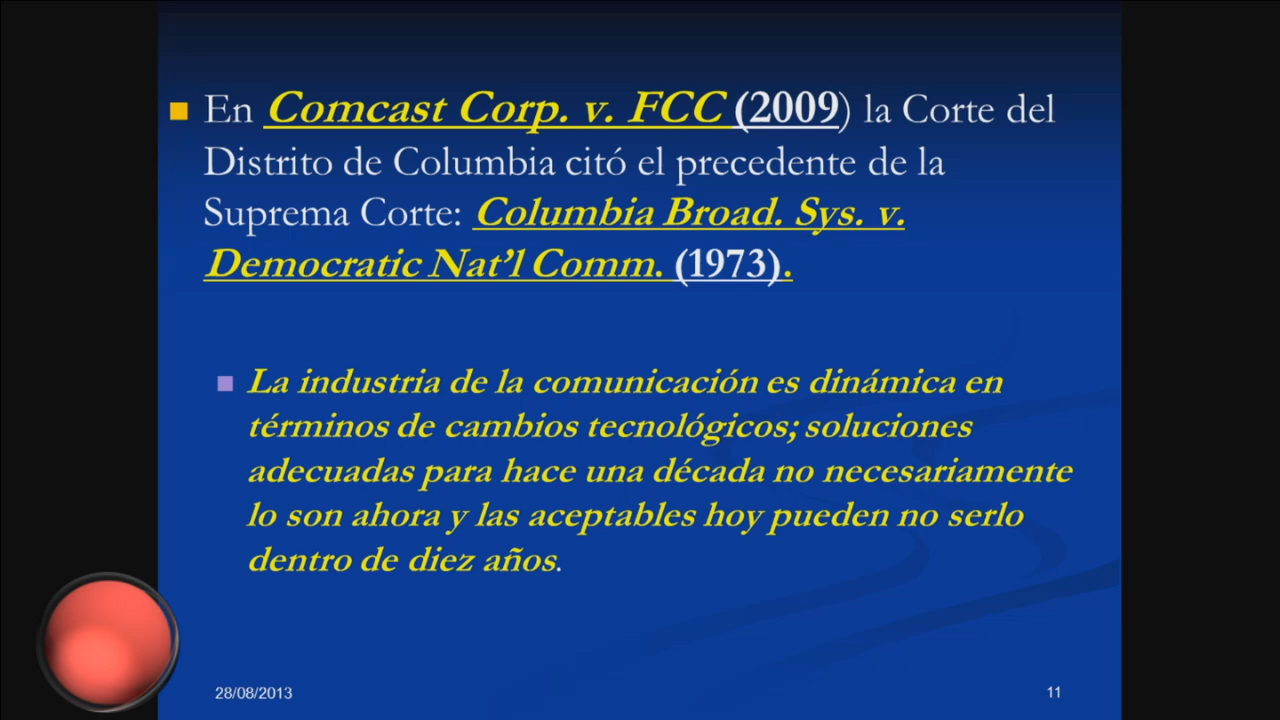 En Comcast Corp. v. FCC (2009) la Corte del
Distrito de Columbia citó el precedente de la
Suprema Corte: Columbia Broad. Sys. v.
Democratic Nat’l Comm. (1973).
La industria de la comunicación es dinámica en
términos de cambios tecnológicos; soluciones
adecuadas para hace una década no necesariamente
lo son ahora y las aceptables hoy pueden no serlo
dentro de diez años.
28/08/2013
11